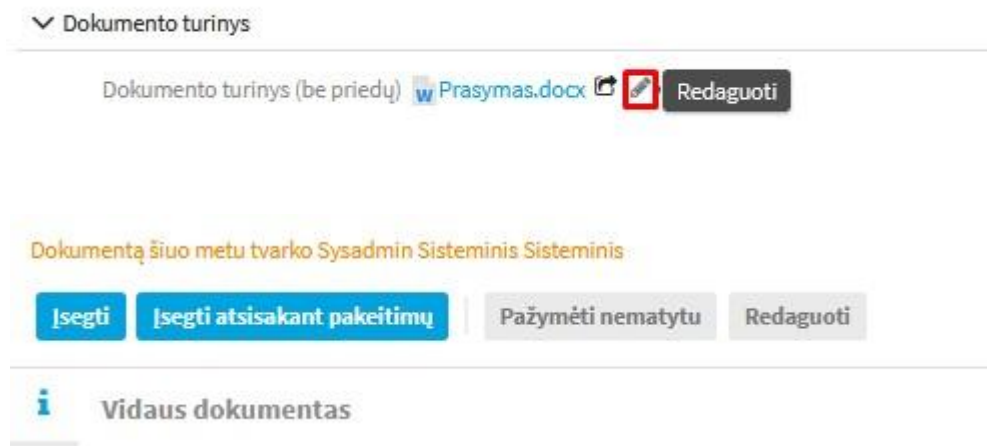 Dokumento turinys
Dokumento turinys (be priedų) Prasymas.docx Redaguoti
Dokumentą šiuo metu tvarko Sysadmin Sisteminis Sisteminis
Įsegti Įsegti atsisakant pakeitimų Pažymėti nematytu Redaguoti
Vidaus dokumentas